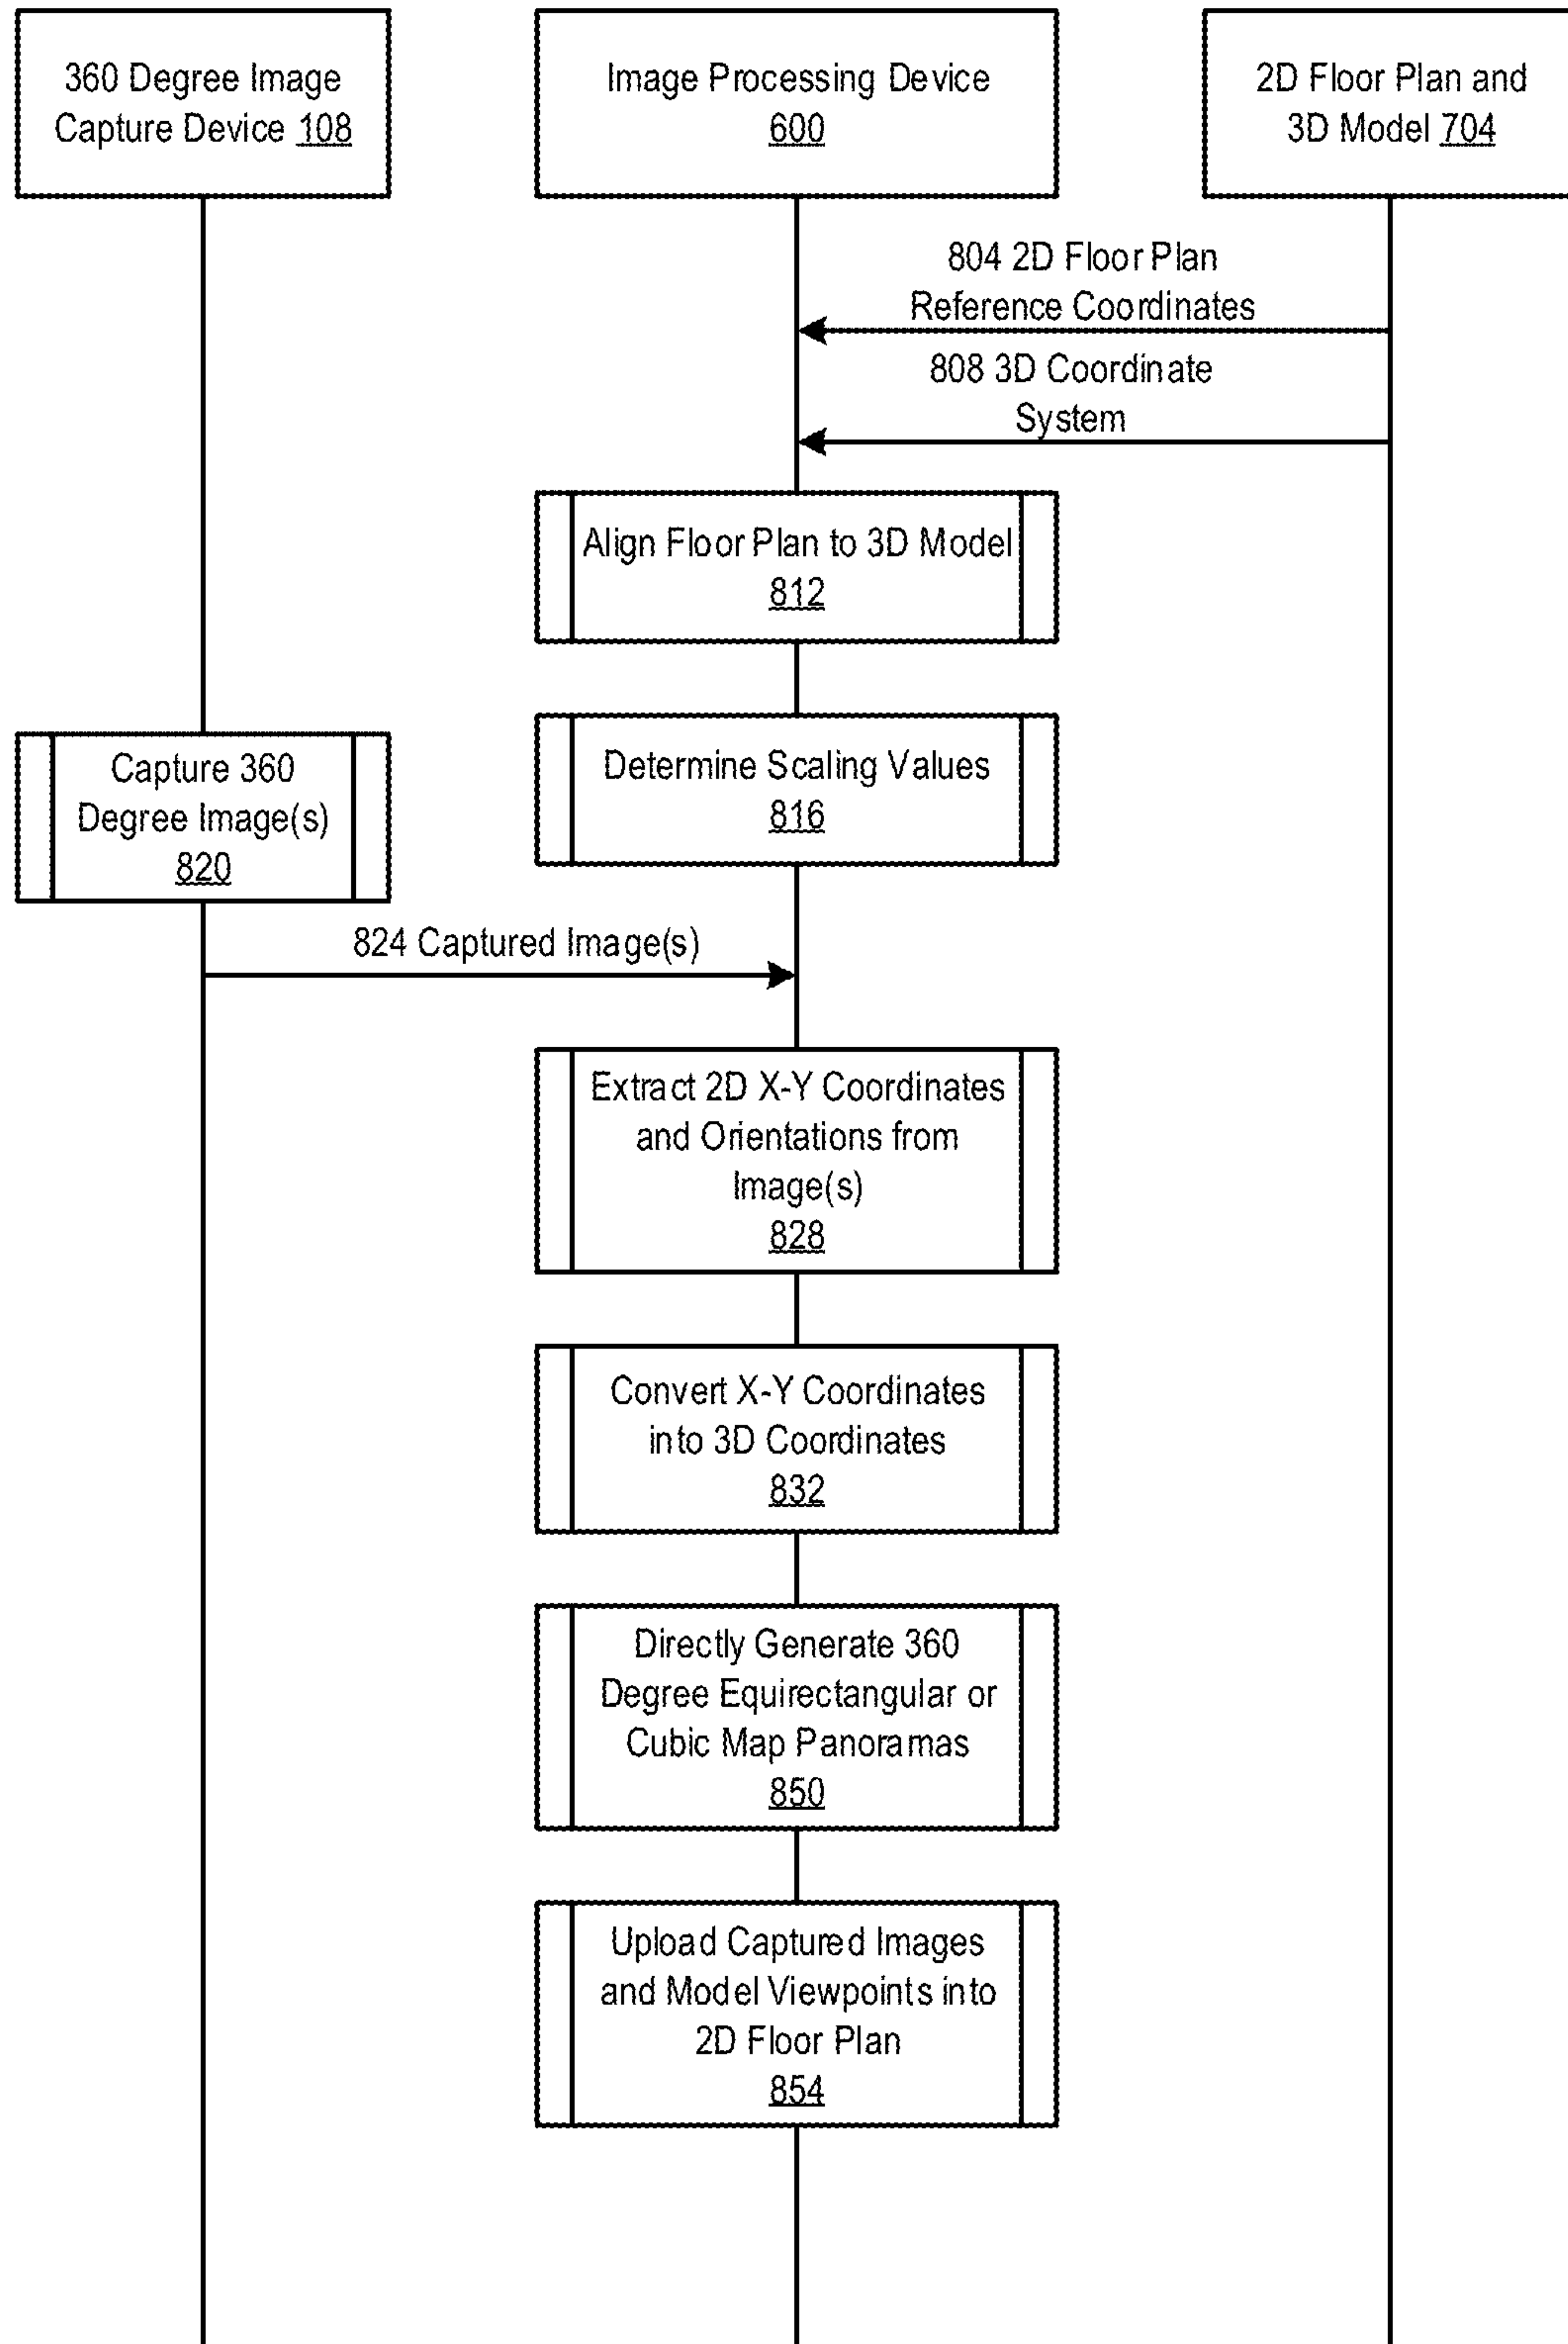 360 Degree Image
Capture Device 108
Image Processing Device
600
2D Floor Plan and
3D Model 704
804 2D Floor Plan
Reference Coordinates
808 3D Coordinate
System
Align Floor Plan to 3D Model
812
Determine Scaling Values
816
Capture 360
Degree Image(s)
820
824 Captured Image(s)
Extract 2D X-Y Coordinates
and Orientations from
Image(s)
828
Convert X-Y Coordinates
into 3D Coordinates
832
Directly Generate 360
Degree Equirectangular or
Cubic Map Panoramas
850
Upload Captured Images
and Model Viewpoints into
2D Floor Plan
854